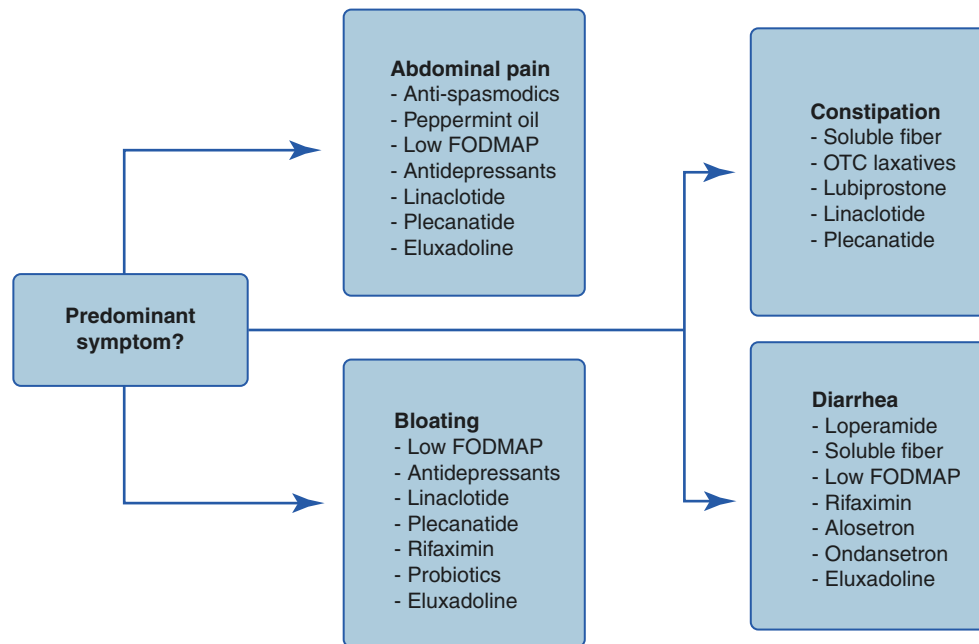 Predominant
symptom?
Abdominal pain
- Anti-spasmodics
- Peppermint oil
- Low FODMAP
- Antidepressants
- Linaclotide
- Plecanatide
- Eluxadoline
Bloating
- Low FODMAP
- Antidepressants
- Linaclotide
- Plecanatide
- Rifaximin
- Probiotics
- Eluxadoline
Constipation
- Soluble fiber
- OTC laxatives
- Lubiprostone
- Linaclotide
- Plecanatide
Diarrhea
- Loperamide
- Soluble fiber
- Low FODMAP
- Rifaximin
- Alosetron
- Ondansetron
- Eluxadoline